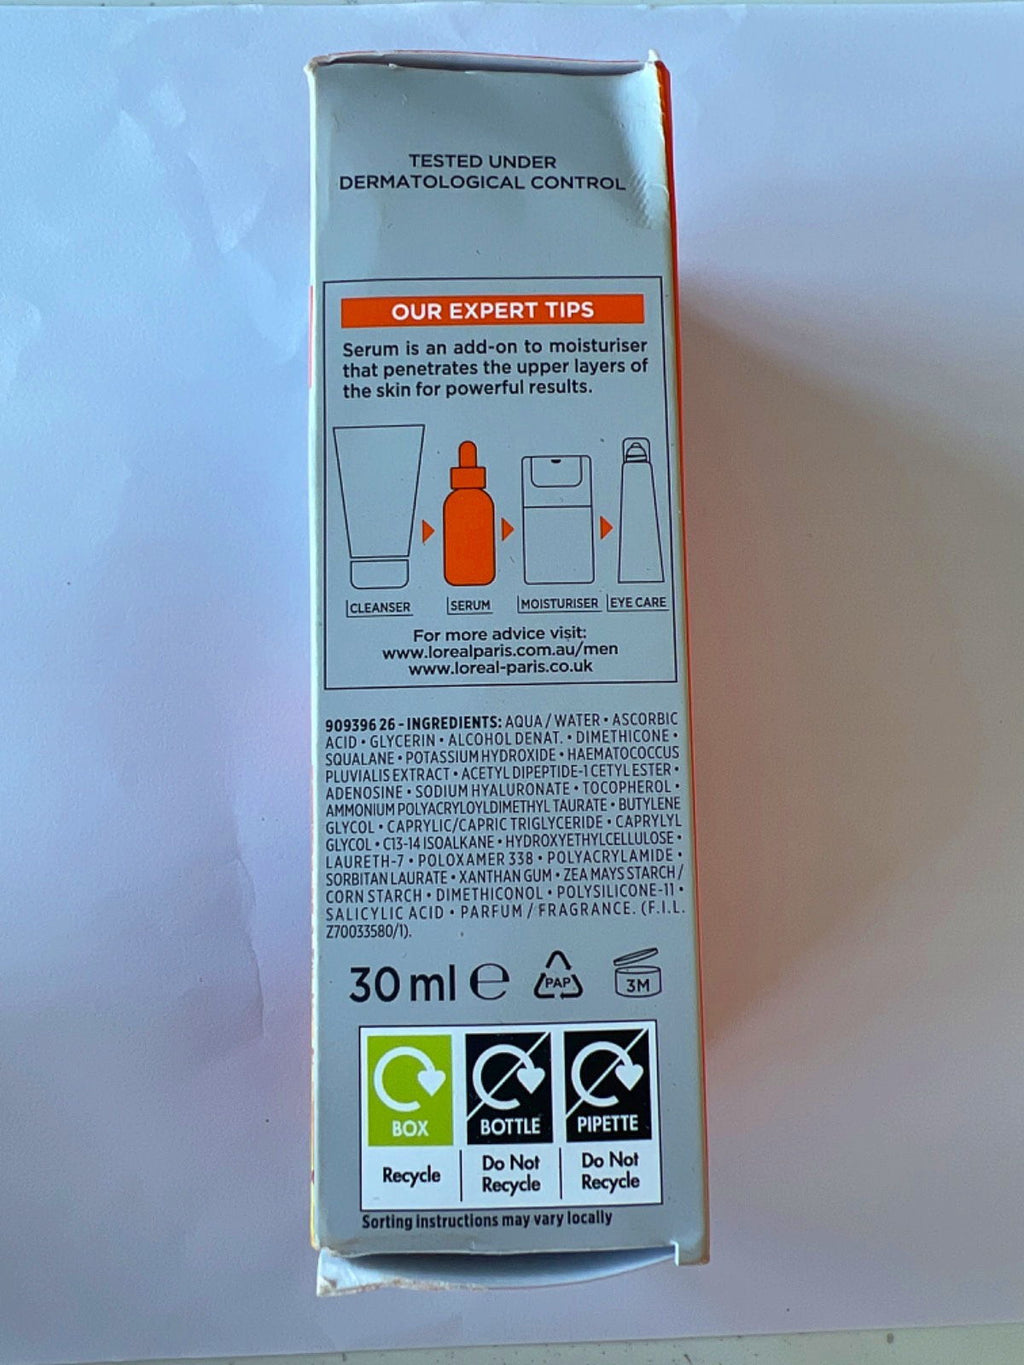 TESTED UNDER
DERMATOLOGICAL CONTROL
OUR EXPERT TIPS
Serum is an add-on to moisturiser
that penetrates the upper layers of
the skin for powerful results.
CLEANSER
SERUM
MOISTURISER
EYE CARE
For more advice visit:
www.lorealparis.com.au/men
www.loreal-paris.co.uk
909396 26 - INGREDIENTS: AQUA / WATER • ASCORBIC
ACID • GLYCERIN • ALCOHOL DENAT. • DIMETHICONE •
SQUALANE • POTASSIUM HYDROXIDE • HAEMATOCOCCUS
PLUVIALIS EXTRACT • ACETYL DIPEPTIDE-1 CETYL ESTER •
ADENOSINE • SODIUM HYALURONATE • TOCOPHEROL •
AMMONIUM POLYACRYLOYLDIMETHYL TAURATE • BUTYLENE
GLYCOL • CAPRYLIC/CAPRIC TRIGLYCERIDE • CAPRYLYL
GLYCOL • C13-14 ISOALKANE • HYDROXYETHYLCELLULOSE •
LAURETH-7 • POLOXAMER 338 • POLYACRYLAMIDE •
SORBITAN LAURATE • XANTHAN GUM • ZEA MAYS STARCH /
CORN STARCH • DIMETHICONOL • POLYSILICONE-11 •
SALICYLIC ACID • PARFUM / FRAGRANCE. (F.I.L.
Z70033580/1).
30 ml e PAP 3M
BOX
BOTTLE
PIPETTE
Recycle
Do Not
Recycle
Do Not
Recycle
Sorting instructions may vary locally